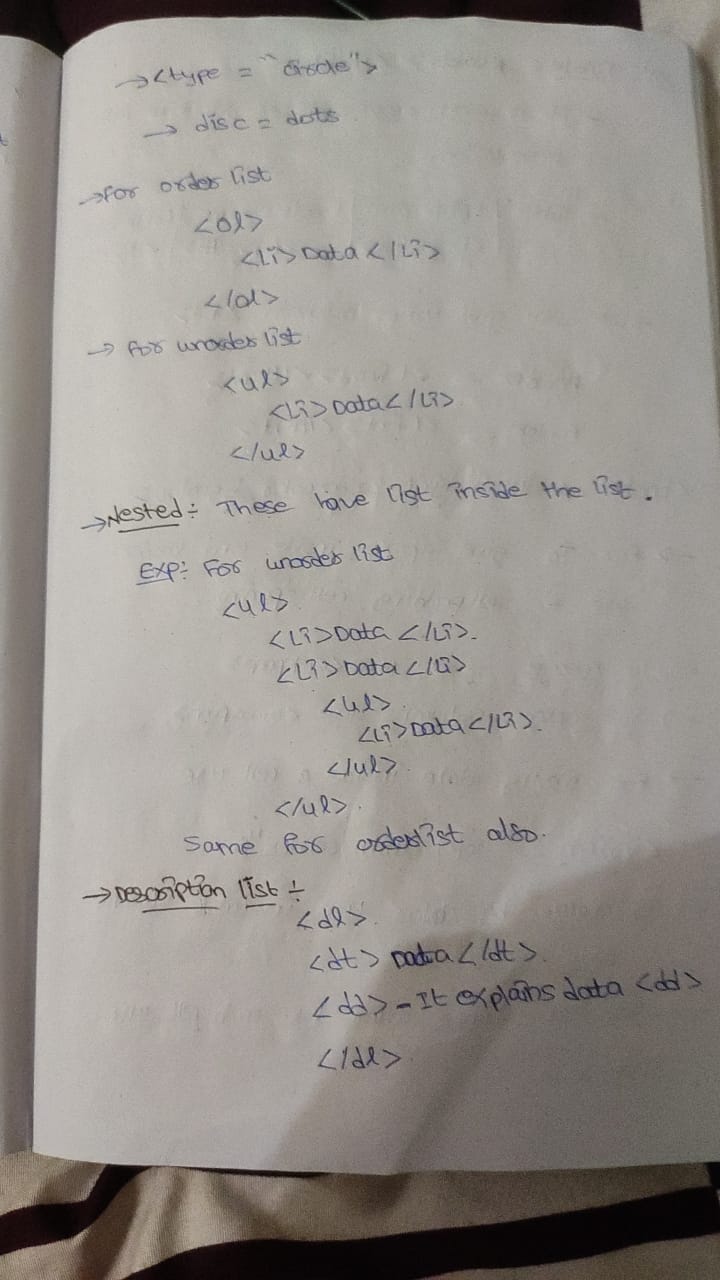 →<type = "circle">
→ disc = dots
→for order list
<ol>
<Li> Data </Li>
</ol>
→ for unorder list
<ul>
<Li> Data </Li>
</ul>
→Nested÷ These have list inside the list.
Exp: For unorder list
<ul>
<Li>Data </Li>.
<Li> Data </Li>
<ul>
<Li> Data </Li>.
</ul>.
</ul>.
Same for orderlist also.
→ Description list ÷
<dl>.
<dt> Data </dt>.
<dd> - It explains data <dd>
</dl>.